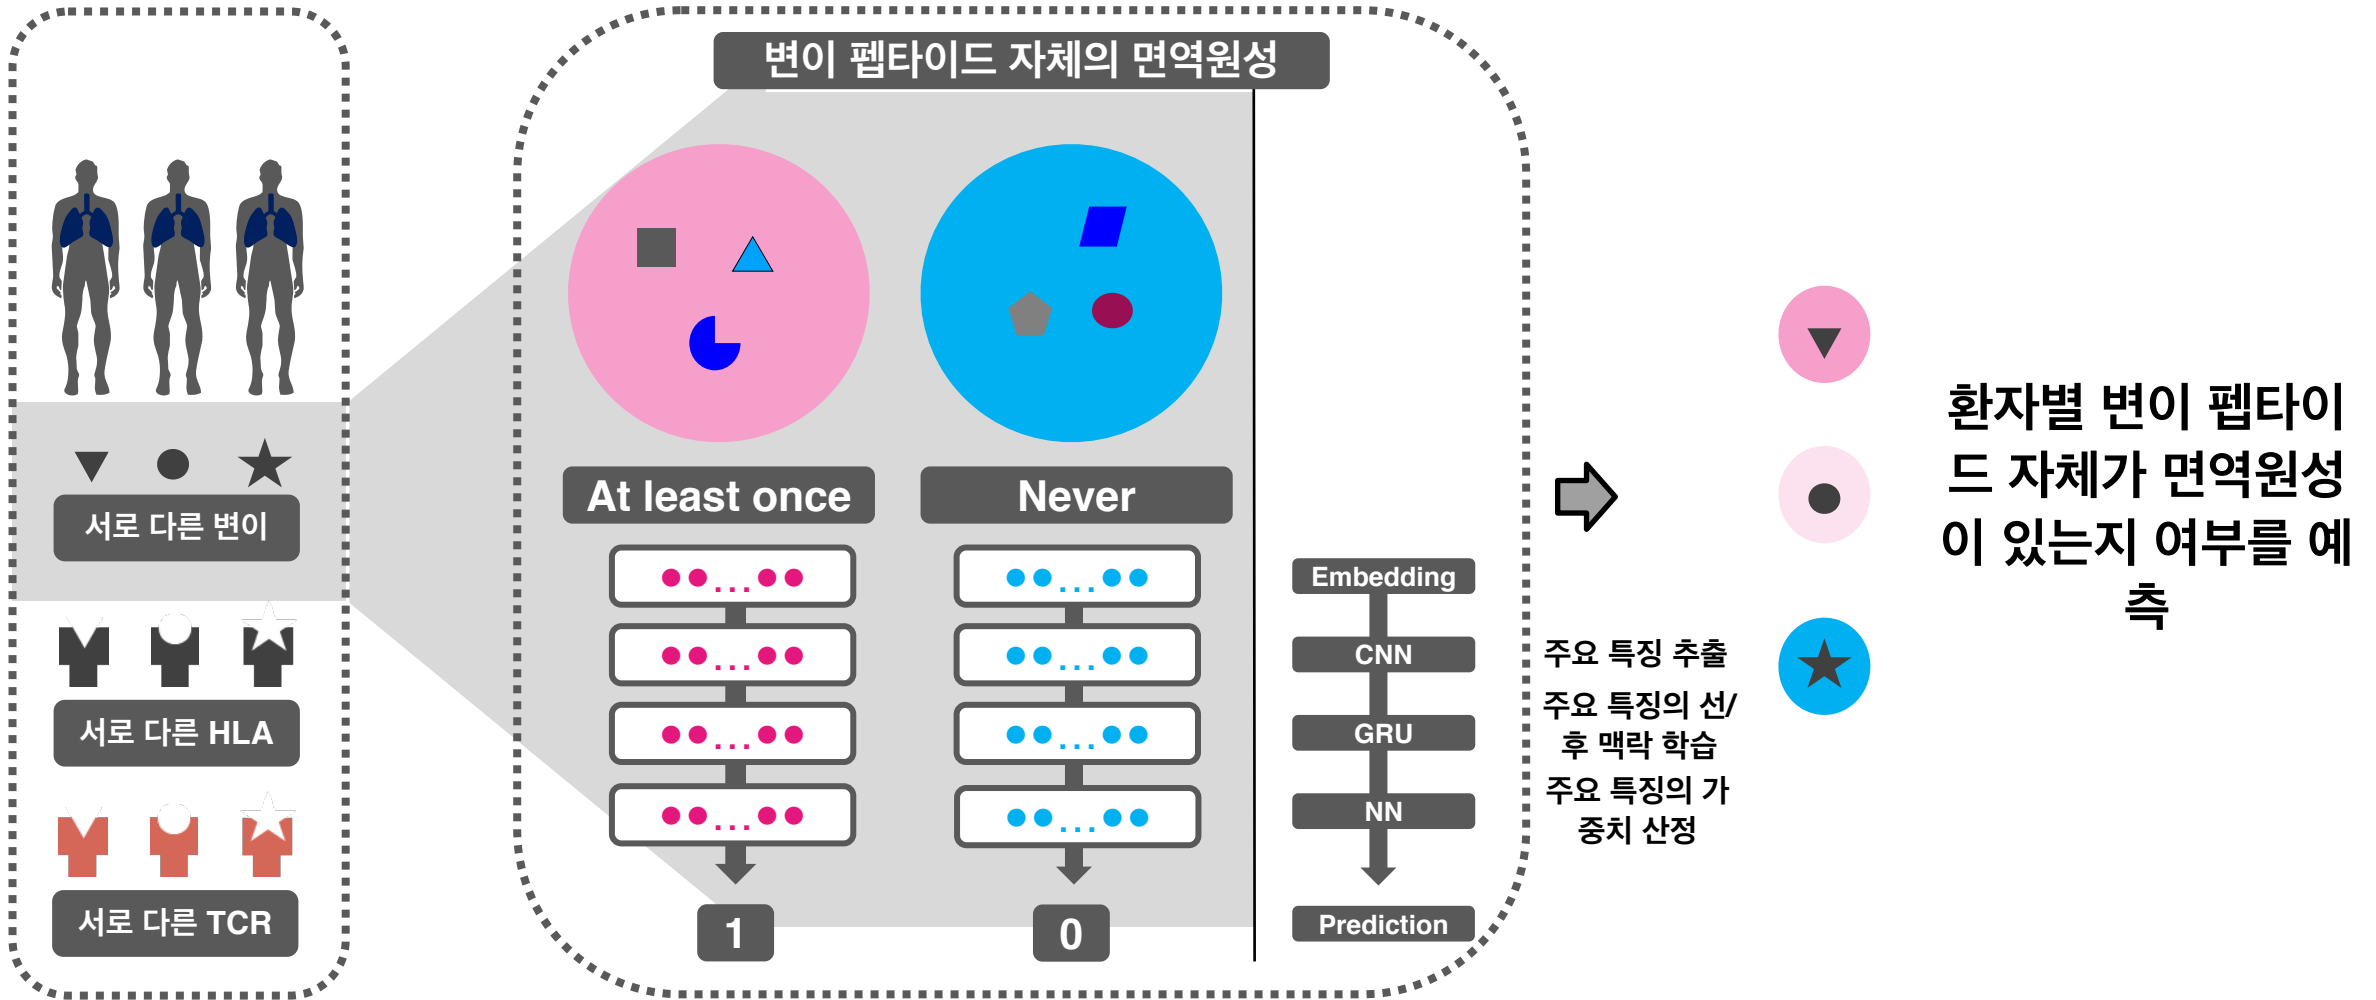 변이 펩타이드 자체의 면역원성
서로 다른 변이
서로 다른 HLA
서로 다른 TCR
At least once
Never
1
0
Embedding
CNN
GRU
NN
Prediction
주요 특징 추출
주요 특징의 선/
후 맥락 학습
주요 특징의 가
중치 산정
환자별 변이 펩타이
드 자체가 면역원성
이 있는지 여부를 예
측